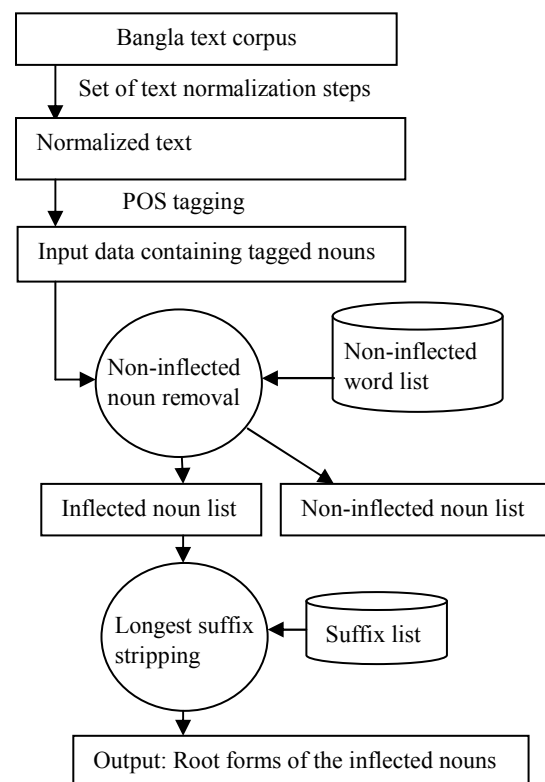 Bangla text corpus
Set of text normalization steps
Normalized text
POS tagging
Input data containing tagged nouns
Non-inflected
noun removal
Non-inflected
word list
Inflected noun list
Non-inflected noun list
Longest suffix
stripping
Suffix list
Output: Root forms of the inflected nouns